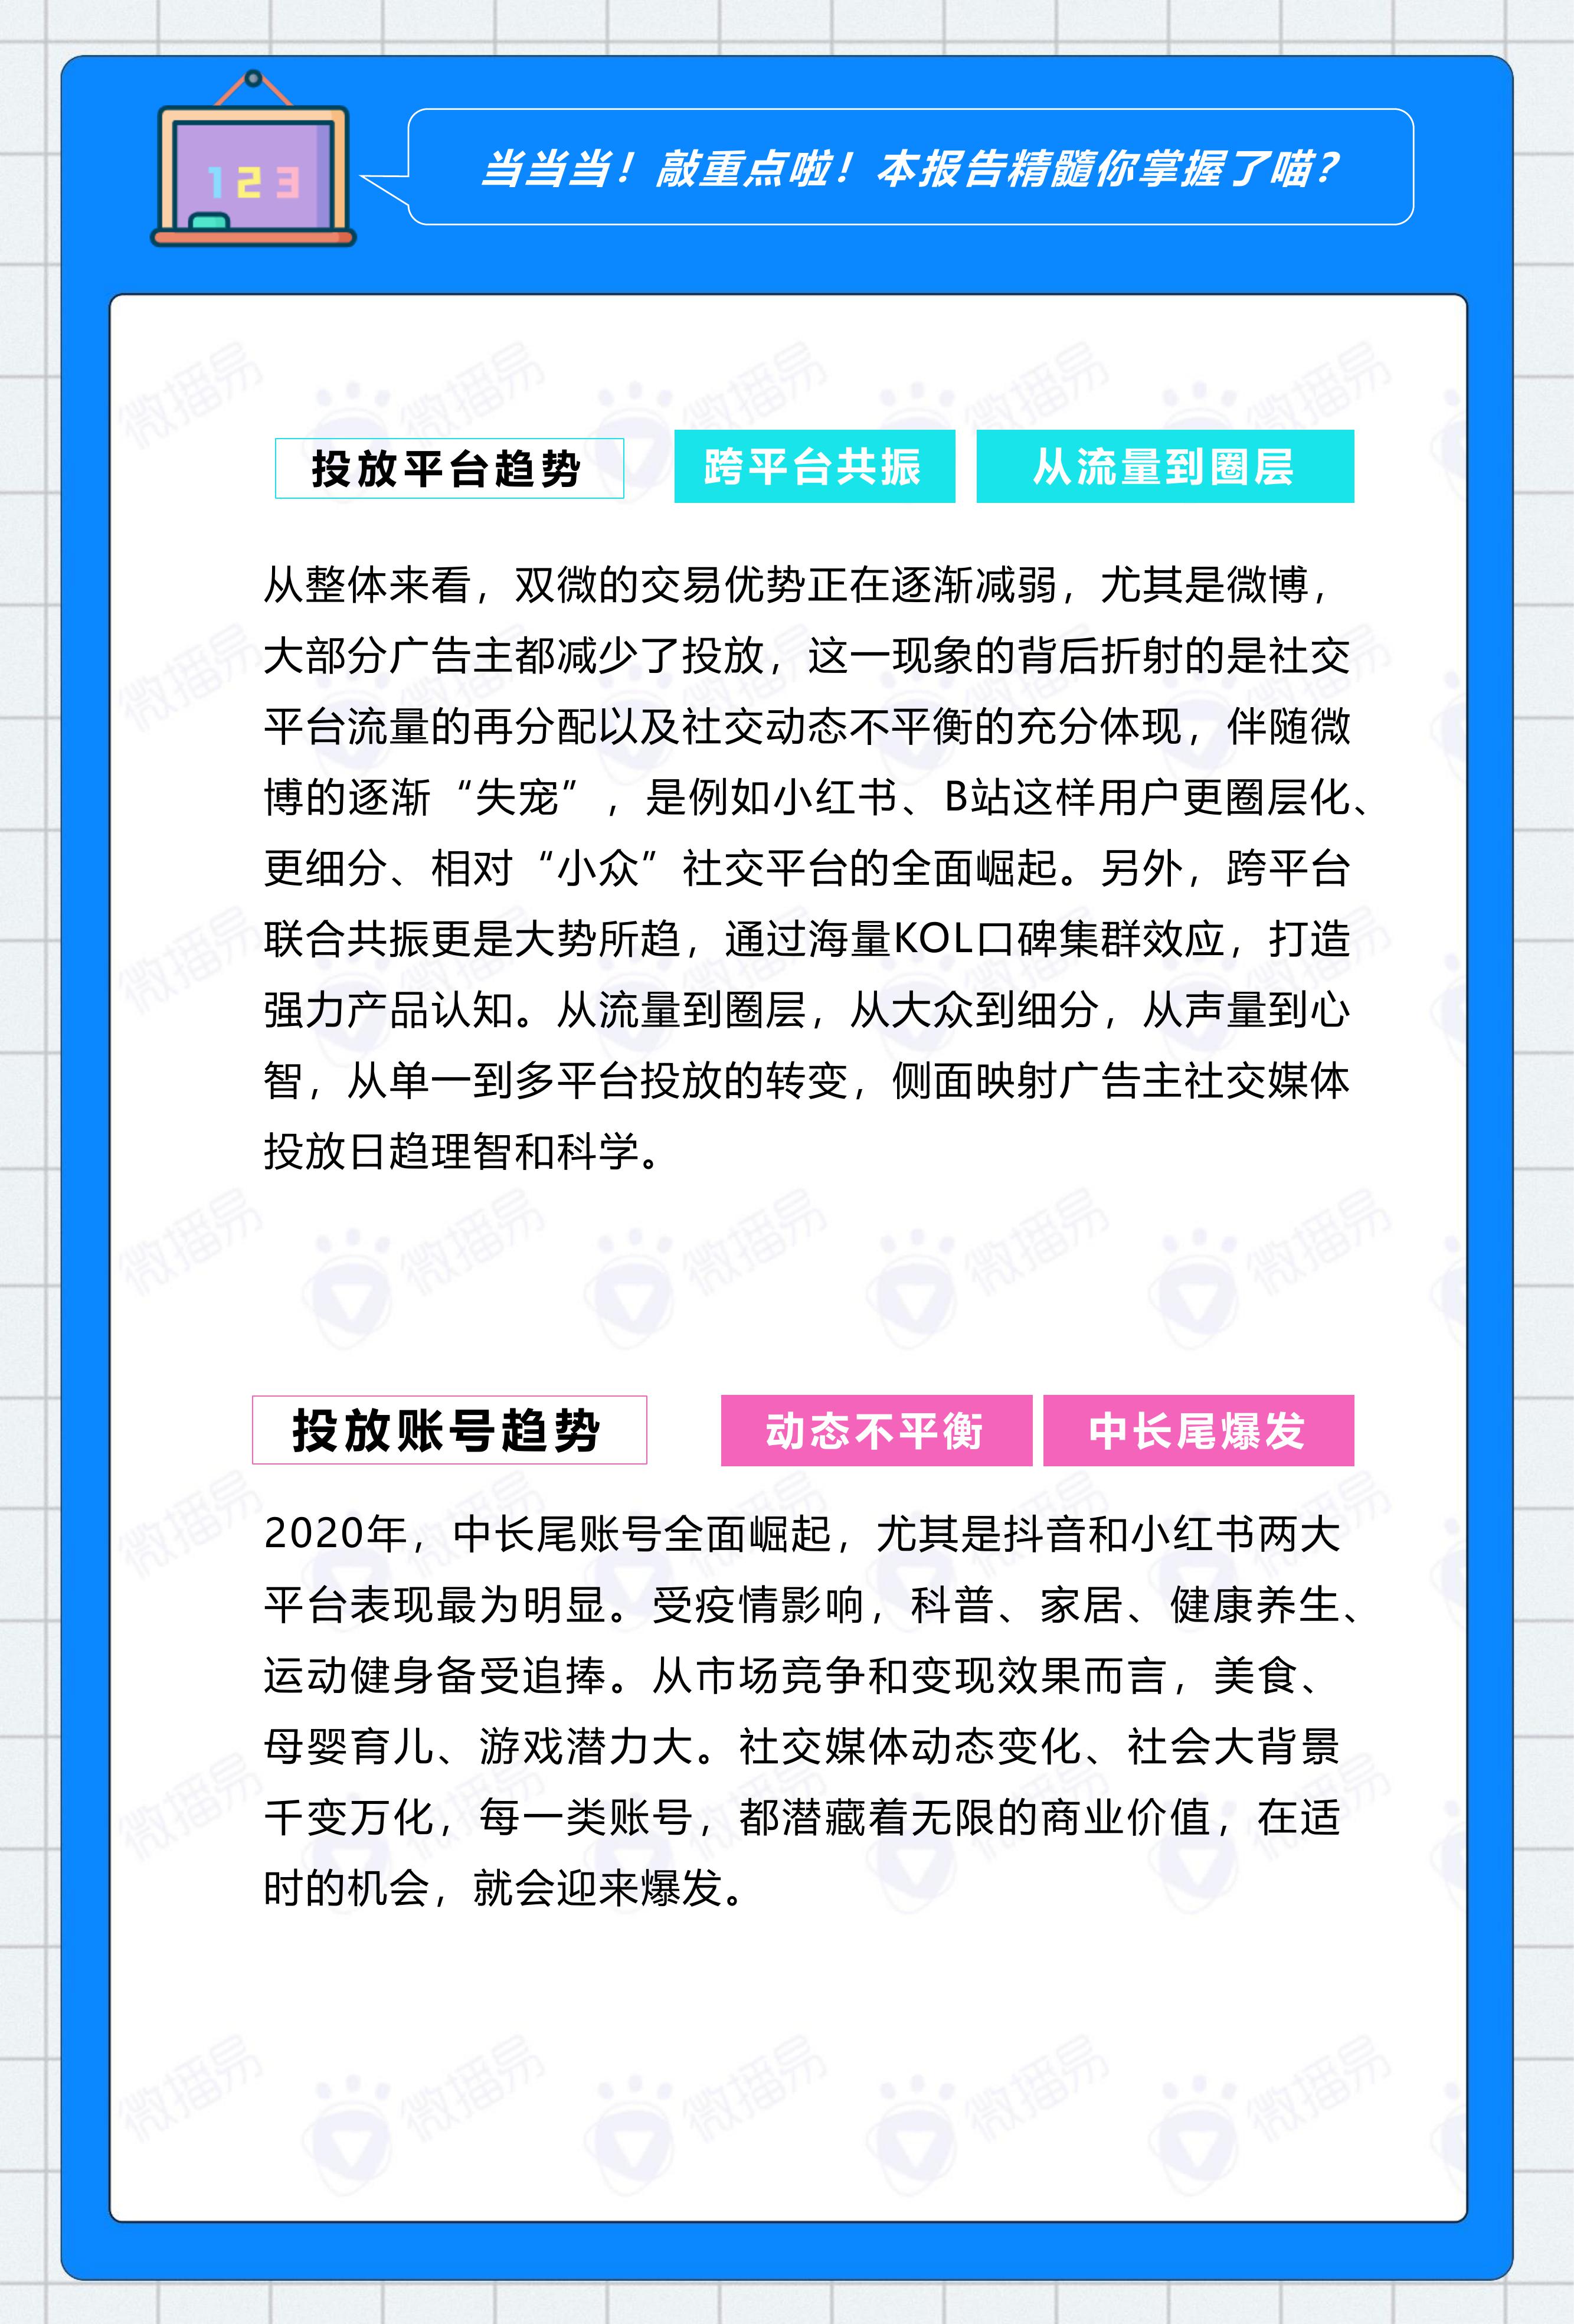 123
当当当！敲重点啦！本报告精髓你掌握了喵？
投放平台趋势 跨平台共振 从流量到圈层
从整体来看，双微的交易优势正在逐渐减弱，尤其是微博，
大部分广告主都减少了投放，这一现象的背后折射的是社交
平台流量的再分配以及社交动态不平衡的充分体现，伴随微
博的逐渐“失宠”，是例如小红书、B站这样用户更圈层化、
更细分、相对“小众”社交平台的全面崛起。另外，跨平台
联合共振更是大势所趋，通过海量KOL口碑集群效应，打造
强力产品认知。从流量到圈层，从大众到细分，从声量到心
智，从单一到多平台投放的转变，侧面映射广告主社交媒体
投放日趋理智和科学。
投放账号趋势 动态不平衡 中长尾爆发
2020年，中长尾账号全面崛起，尤其是抖音和小红书两大
平台表现最为明显。受疫情影响，科普、家居、健康养生、
运动健身备受追捧。从市场竞争和变现效果而言，美食、
母婴育儿、游戏潜力大。社交媒体动态变化、社会大背景
千变万化，每一类账号，都潜藏着无限的商业价值，在适
时的机会，就会迎来爆发。
微播易